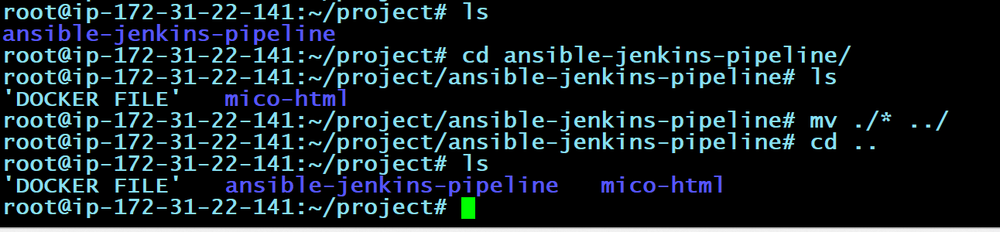 root@ip-172-31-22-141:~/project# ls
ansible-jenkins-pipeline
root@ip-172-31-22-141:~/project# cd ansible-jenkins-pipeline/
root@ip-172-31-22-141:~/project/ansible-jenkins-pipeline# ls
'DOCKER FILE'   mico-html
root@ip-172-31-22-141:~/project/ansible-jenkins-pipeline# mv ./* ../
root@ip-172-31-22-141:~/project/ansible-jenkins-pipeline# cd ..
root@ip-172-31-22-141:~/project# ls
'DOCKER FILE'   ansible-jenkins-pipeline   mico-html
root@ip-172-31-22-141:~/project#